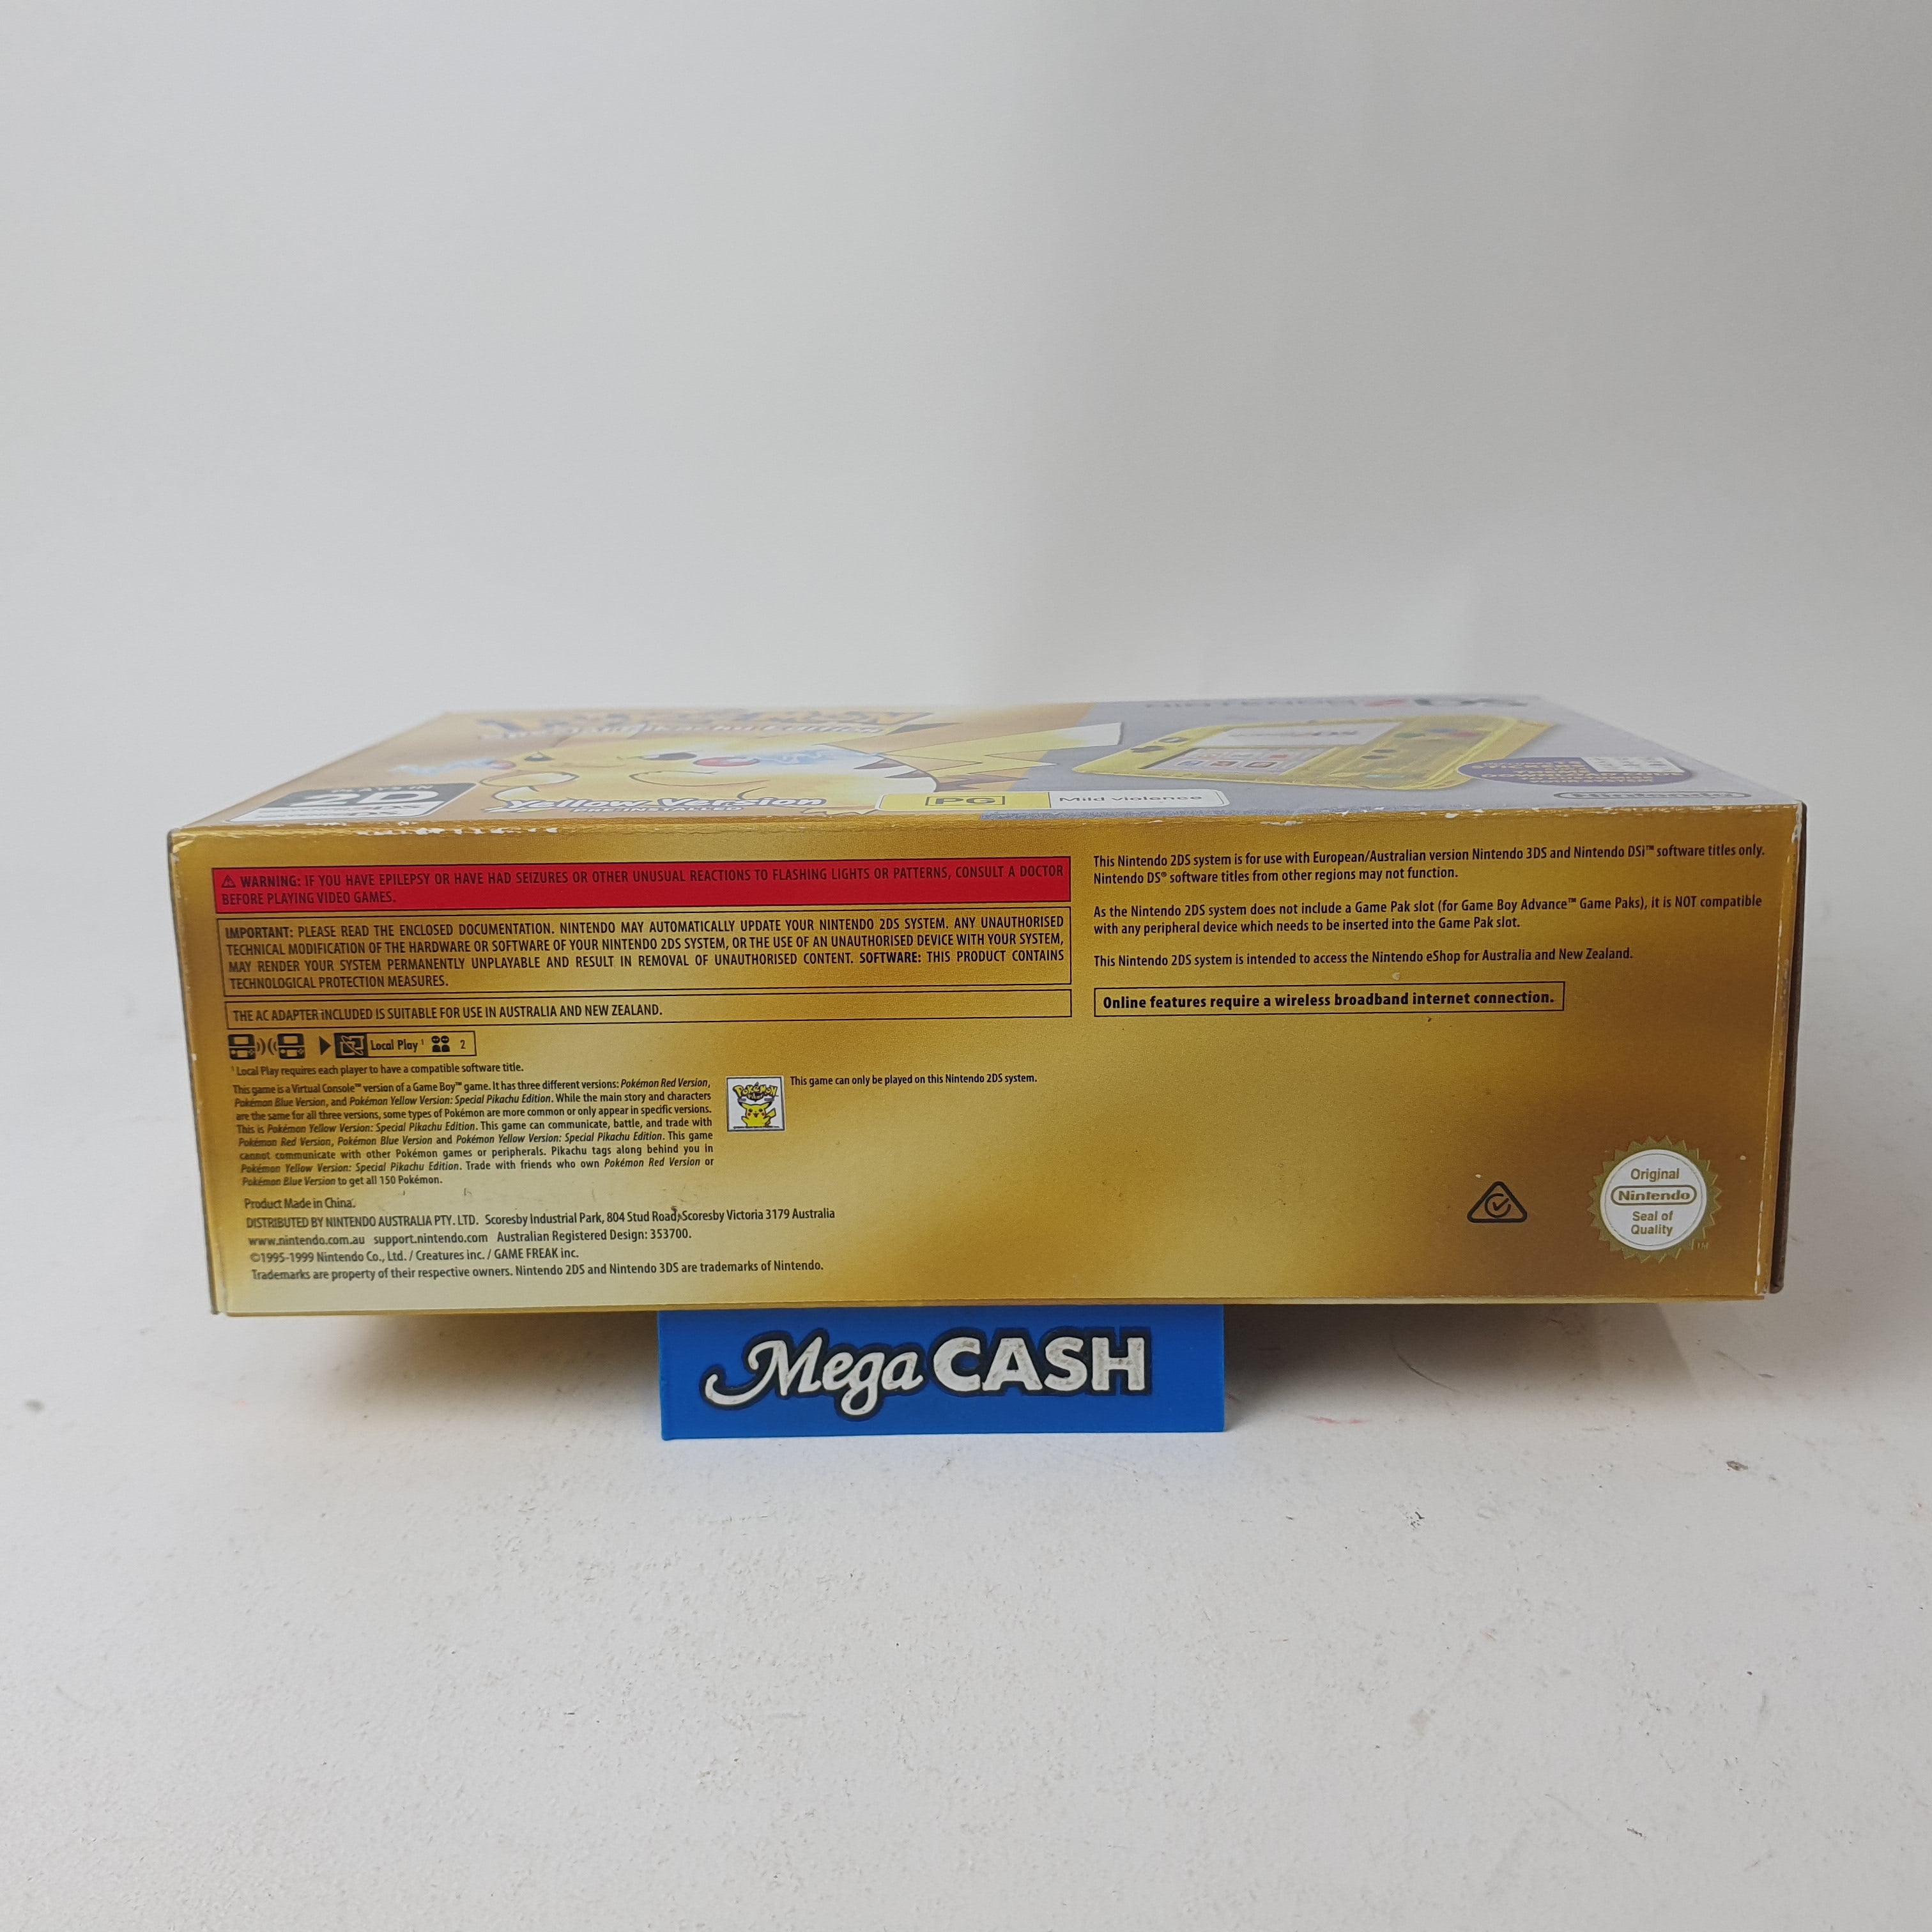 Special Pikachu Edition
PLAYS IN
2D
Yellow Version
PREINSTALLED
PG
Mild violence
Nintendo
⚠ WARNING: IF YOU HAVE EPILEPSY OR HAVE HAD SEIZURES OR OTHER UNUSUAL REACTIONS TO FLASHING LIGHTS OR PATTERNS, CONSULT A DOCTOR
BEFORE PLAYING VIDEO GAMES.
IMPORTANT: PLEASE READ THE ENCLOSED DOCUMENTATION. NINTENDO MAY AUTOMATICALLY UPDATE YOUR NINTENDO 2DS SYSTEM. ANY UNAUTHORISED
TECHNICAL MODIFICATION OF THE HARDWARE OR SOFTWARE OF YOUR NINTENDO 2DS SYSTEM, OR THE USE OF AN UNAUTHORISED DEVICE WITH YOUR SYSTEM,
MAY RENDER YOUR SYSTEM PERMANENTLY UNPLAYABLE AND RESULT IN REMOVAL OF UNAUTHORISED CONTENT. SOFTWARE: THIS PRODUCT CONTAINS
TECHNOLOGICAL PROTECTION MEASURES.
THE AC ADAPTER INCLUDED IS SUITABLE FOR USE IN AUSTRALIA AND NEW ZEALAND.
Local Play ¹ 2
¹ Local Play requires each player to have a compatible software title.
This game is a Virtual Console™ version of a Game Boy™ game. It has three different versions: Pokémon Red Version,
Pokémon Blue Version, and Pokémon Yellow Version: Special Pikachu Edition. While the main story and characters
are the same for all three versions, some types of Pokémon are more common or only appear in specific versions.
This is Pokémon Yellow Version: Special Pikachu Edition. This game can communicate, battle, and trade with
Pokémon Red Version, Pokémon Blue Version and Pokémon Yellow Version: Special Pikachu Edition. This game
cannot communicate with other Pokémon games or peripherals. Pikachu tags along behind you in
Pokémon Yellow Version: Special Pikachu Edition. Trade with friends who own Pokémon Red Version or
Pokémon Blue Version to get all 150 Pokémon.
POKéMON
This game can only be played on this Nintendo 2DS system.
Product Made in China.
DISTRIBUTED BY NINTENDO AUSTRALIA PTY. LTD. Scoresby Industrial Park, 804 Stud Road, Scoresby Victoria 3179 Australia
www.nintendo.com.au support.nintendo.com Australian Registered Design: 353700.
©1995-1999 Nintendo Co., Ltd. / Creatures inc. / GAME FREAK inc.
Trademarks are property of their respective owners. Nintendo 2DS and Nintendo 3DS are trademarks of Nintendo.
This Nintendo 2DS system is for use with European/Australian version Nintendo 3DS and Nintendo DSi™ software titles only.
Nintendo DS® software titles from other regions may not function.
As the Nintendo 2DS system does not include a Game Pak slot (for Game Boy Advance™ Game Paks), it is NOT compatible
with any peripheral device which needs to be inserted into the Game Pak slot.
This Nintendo 2DS system is intended to access the Nintendo eShop for Australia and New Zealand.
Online features require a wireless broadband internet connection.
Original
Nintendo
Seal of
Quality
TM
Mega CASH